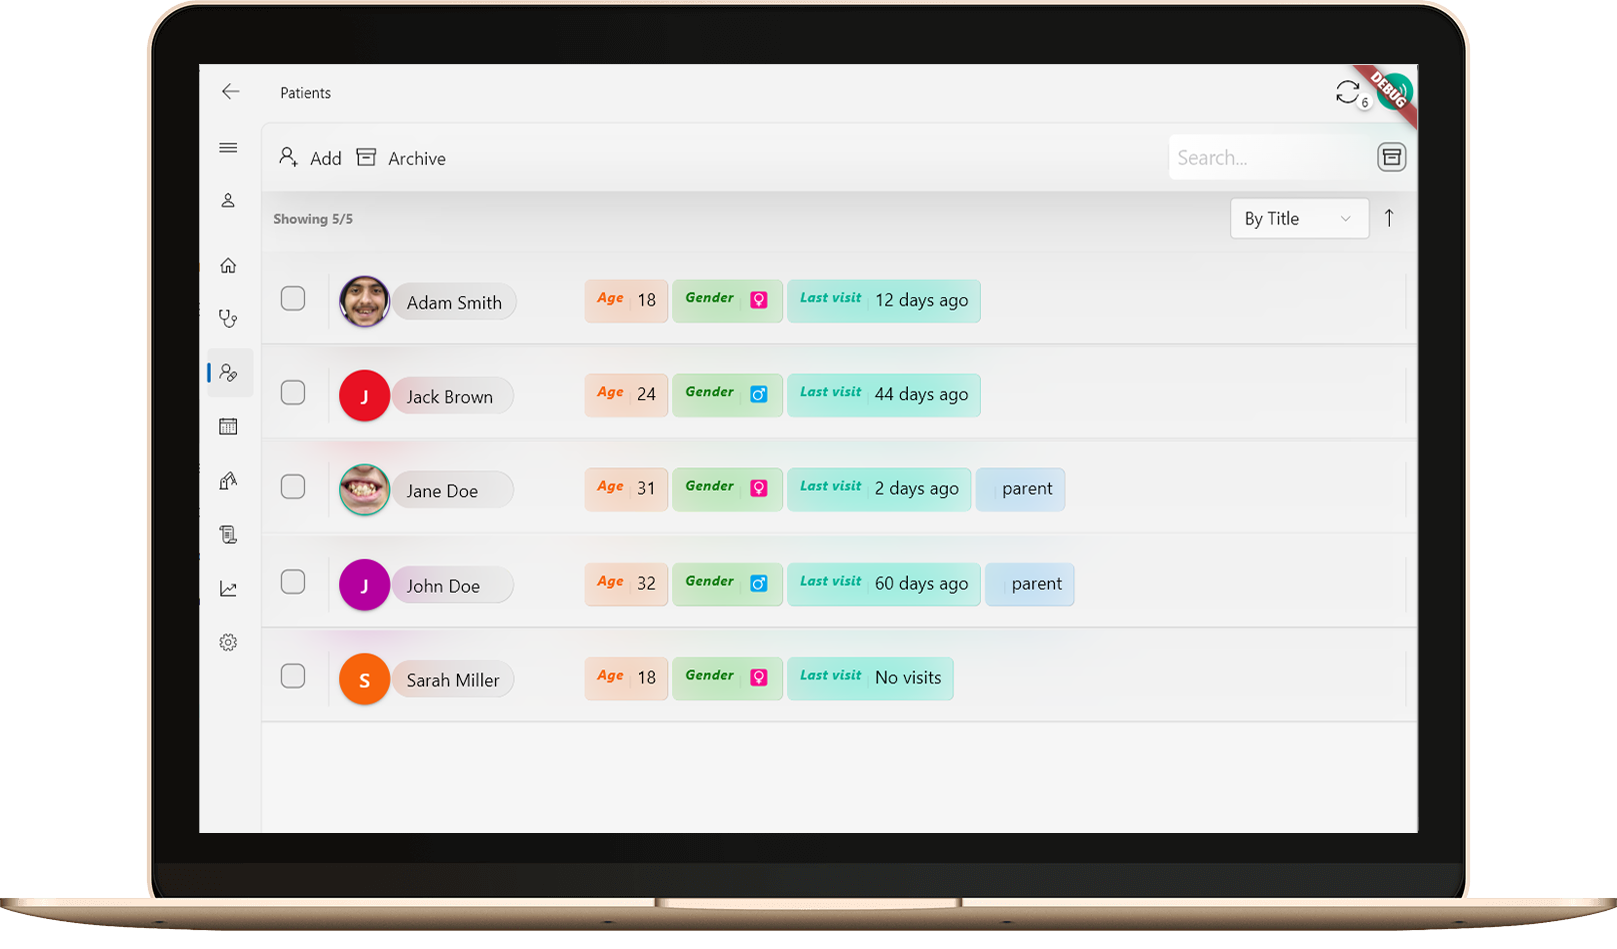 Patients
6
DEBUG
Add Archive
Search...
Showing 5/5
By Title
Adam Smith Age 18 Gender Last visit 12 days ago
J Jack Brown Age 24 Gender Last visit 44 days ago
Jane Doe Age 31 Gender Last visit 2 days ago parent
J John Doe Age 32 Gender Last visit 60 days ago parent
S Sarah Miller Age 18 Gender Last visit No visits